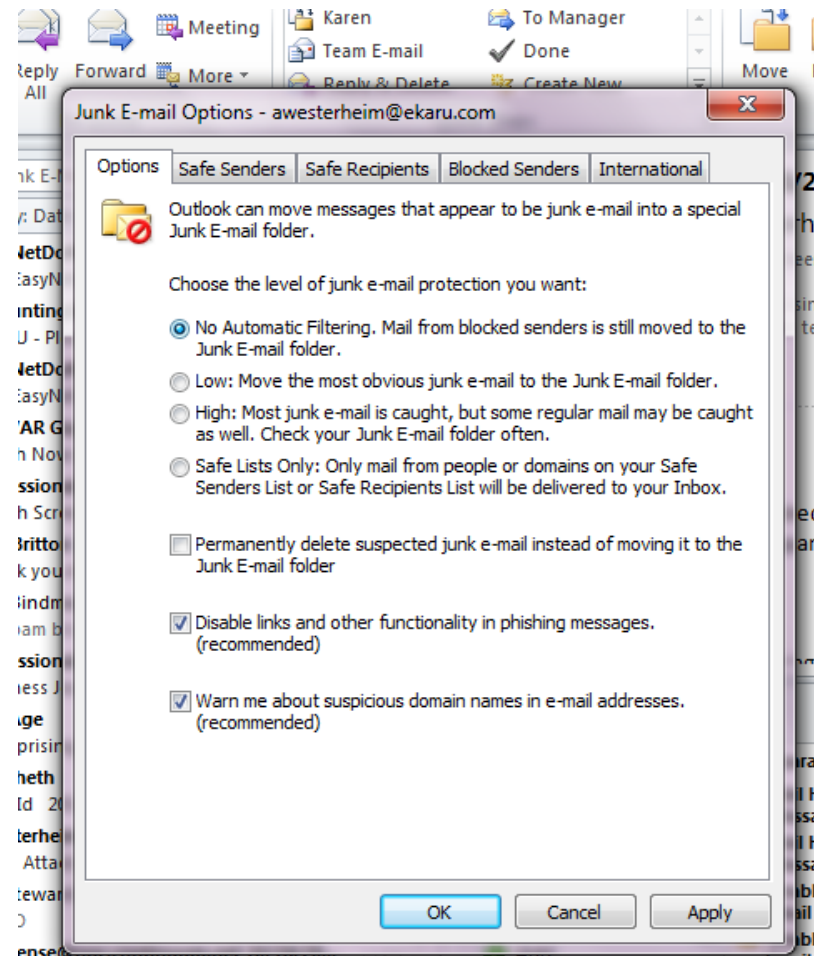 Karen
To Manager
Meeting
Team E-mail
Done
Reply
All
Forward
More
Reply & Delete
Create New
Move
Junk E-mail Options - awesterheim@ekaru.com
Options
Safe Senders
Safe Recipients
Blocked Senders
International
Outlook can move messages that appear to be junk e-mail into a special
Junk E-mail folder.
Choose the level of junk e-mail protection you want:
No Automatic Filtering. Mail from blocked senders is still moved to the
Junk E-mail folder.
Low: Move the most obvious junk e-mail to the Junk E-mail folder.
High: Most junk e-mail is caught, but some regular mail may be caught
as well. Check your Junk E-mail folder often.
Safe Lists Only: Only mail from people or domains on your Safe
Senders List or Safe Recipients List will be delivered to your Inbox.
Permanently delete suspected junk e-mail instead of moving it to the
Junk E-mail folder
Disable links and other functionality in phishing messages.
(recommended)
Warn me about suspicious domain names in e-mail addresses.
(recommended)
OK
Cancel
Apply